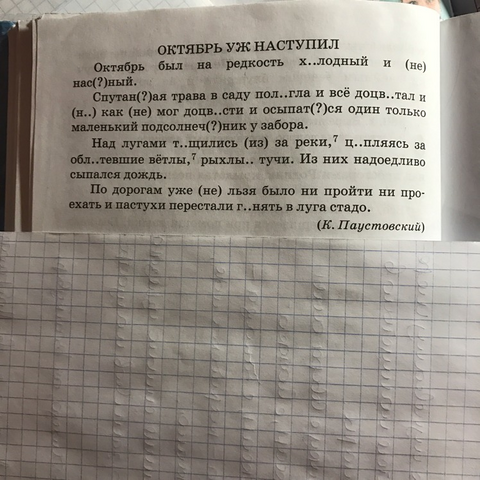 ОКТЯБРЬ УЖ НАСТУПИЛ
Октябрь был на редкость х..лодный и (не)
нас(?)ный.
Спутан(?)ая трава в саду пол..гла и всё доцв..тал и
(н..) как (не) мог доцв..сти и осыпат(?)ся один только
маленький подсолнеч(?)ник у забора.
Над лугами т..щились (из) за реки,⁷ ц..пляясь за
обл..тевшие вётлы,⁷ рыхлы.. тучи. Из них надоедливо
сыпался дождь.
По дорогам уже (не) льзя было ни пройти ни про-
ехать и пастухи перестали г..нять в луга стадо.
(К. Паустовский)